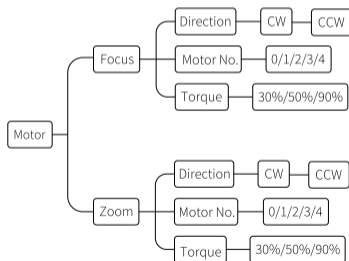 Motor
Focus
Direction
CW
CCW
Motor No.
0/1/2/3/4
Torque
30%/50%/90%
Zoom
Direction
CW
CCW
Motor No.
0/1/2/3/4
Torque
30%/50%/90%